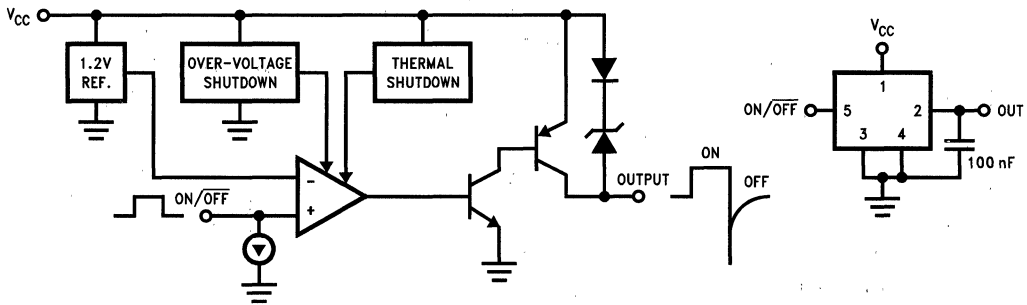 VCC
1.2V
REF.
OVER-VOLTAGE
SHUTDOWN
THERMAL
SHUTDOWN
-
+
ON/OFF
OUTPUT
ON
OFF
VCC
1
ON/OFF
5
2
OUT
3
4
100 nF